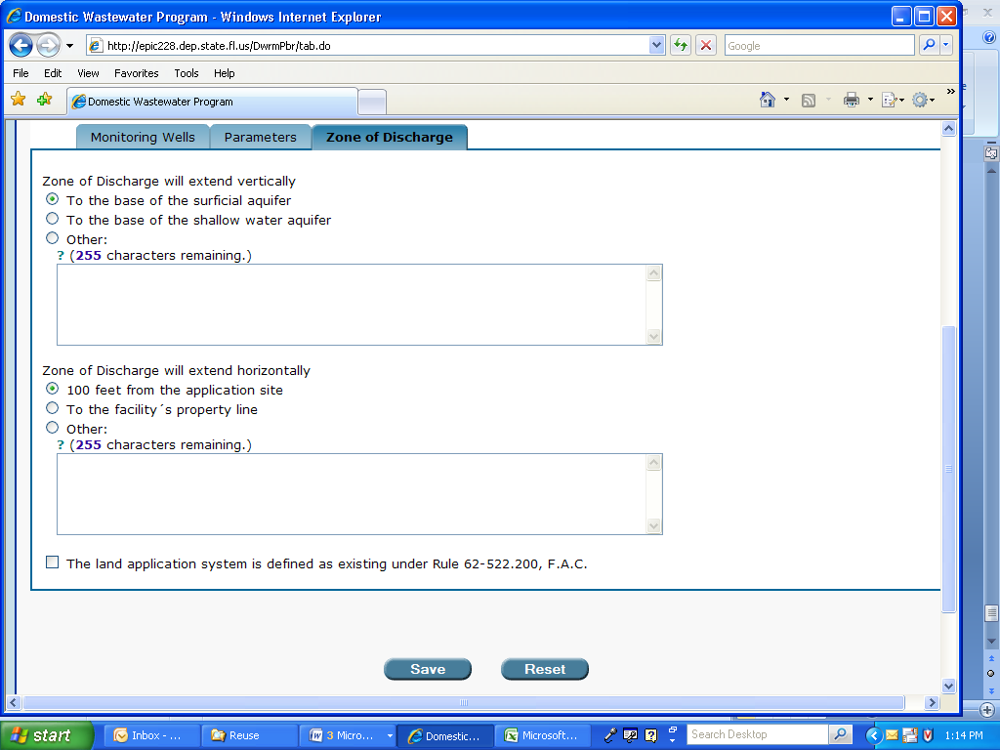 Domestic Wastewater Program - Windows Internet Explorer
http://epic228.dep.state.fl.us/DwrmPbr/tab.do
Google
File Edit View Favorites Tools Help
Domestic Wastewater Program
Monitoring Wells Parameters Zone of Discharge
Zone of Discharge will extend vertically
To the base of the surficial aquifer
To the base of the shallow water aquifer
Other:
? (255 characters remaining.)
Zone of Discharge will extend horizontally
100 feet from the application site
To the facility´s property line
Other:
? (255 characters remaining.)
The land application system is defined as existing under Rule 62-522.200, F.A.C.
Save Reset
start Inbox - ... Reuse 3 Micro... Domestic... Microsoft... Search Desktop 1:14 PM